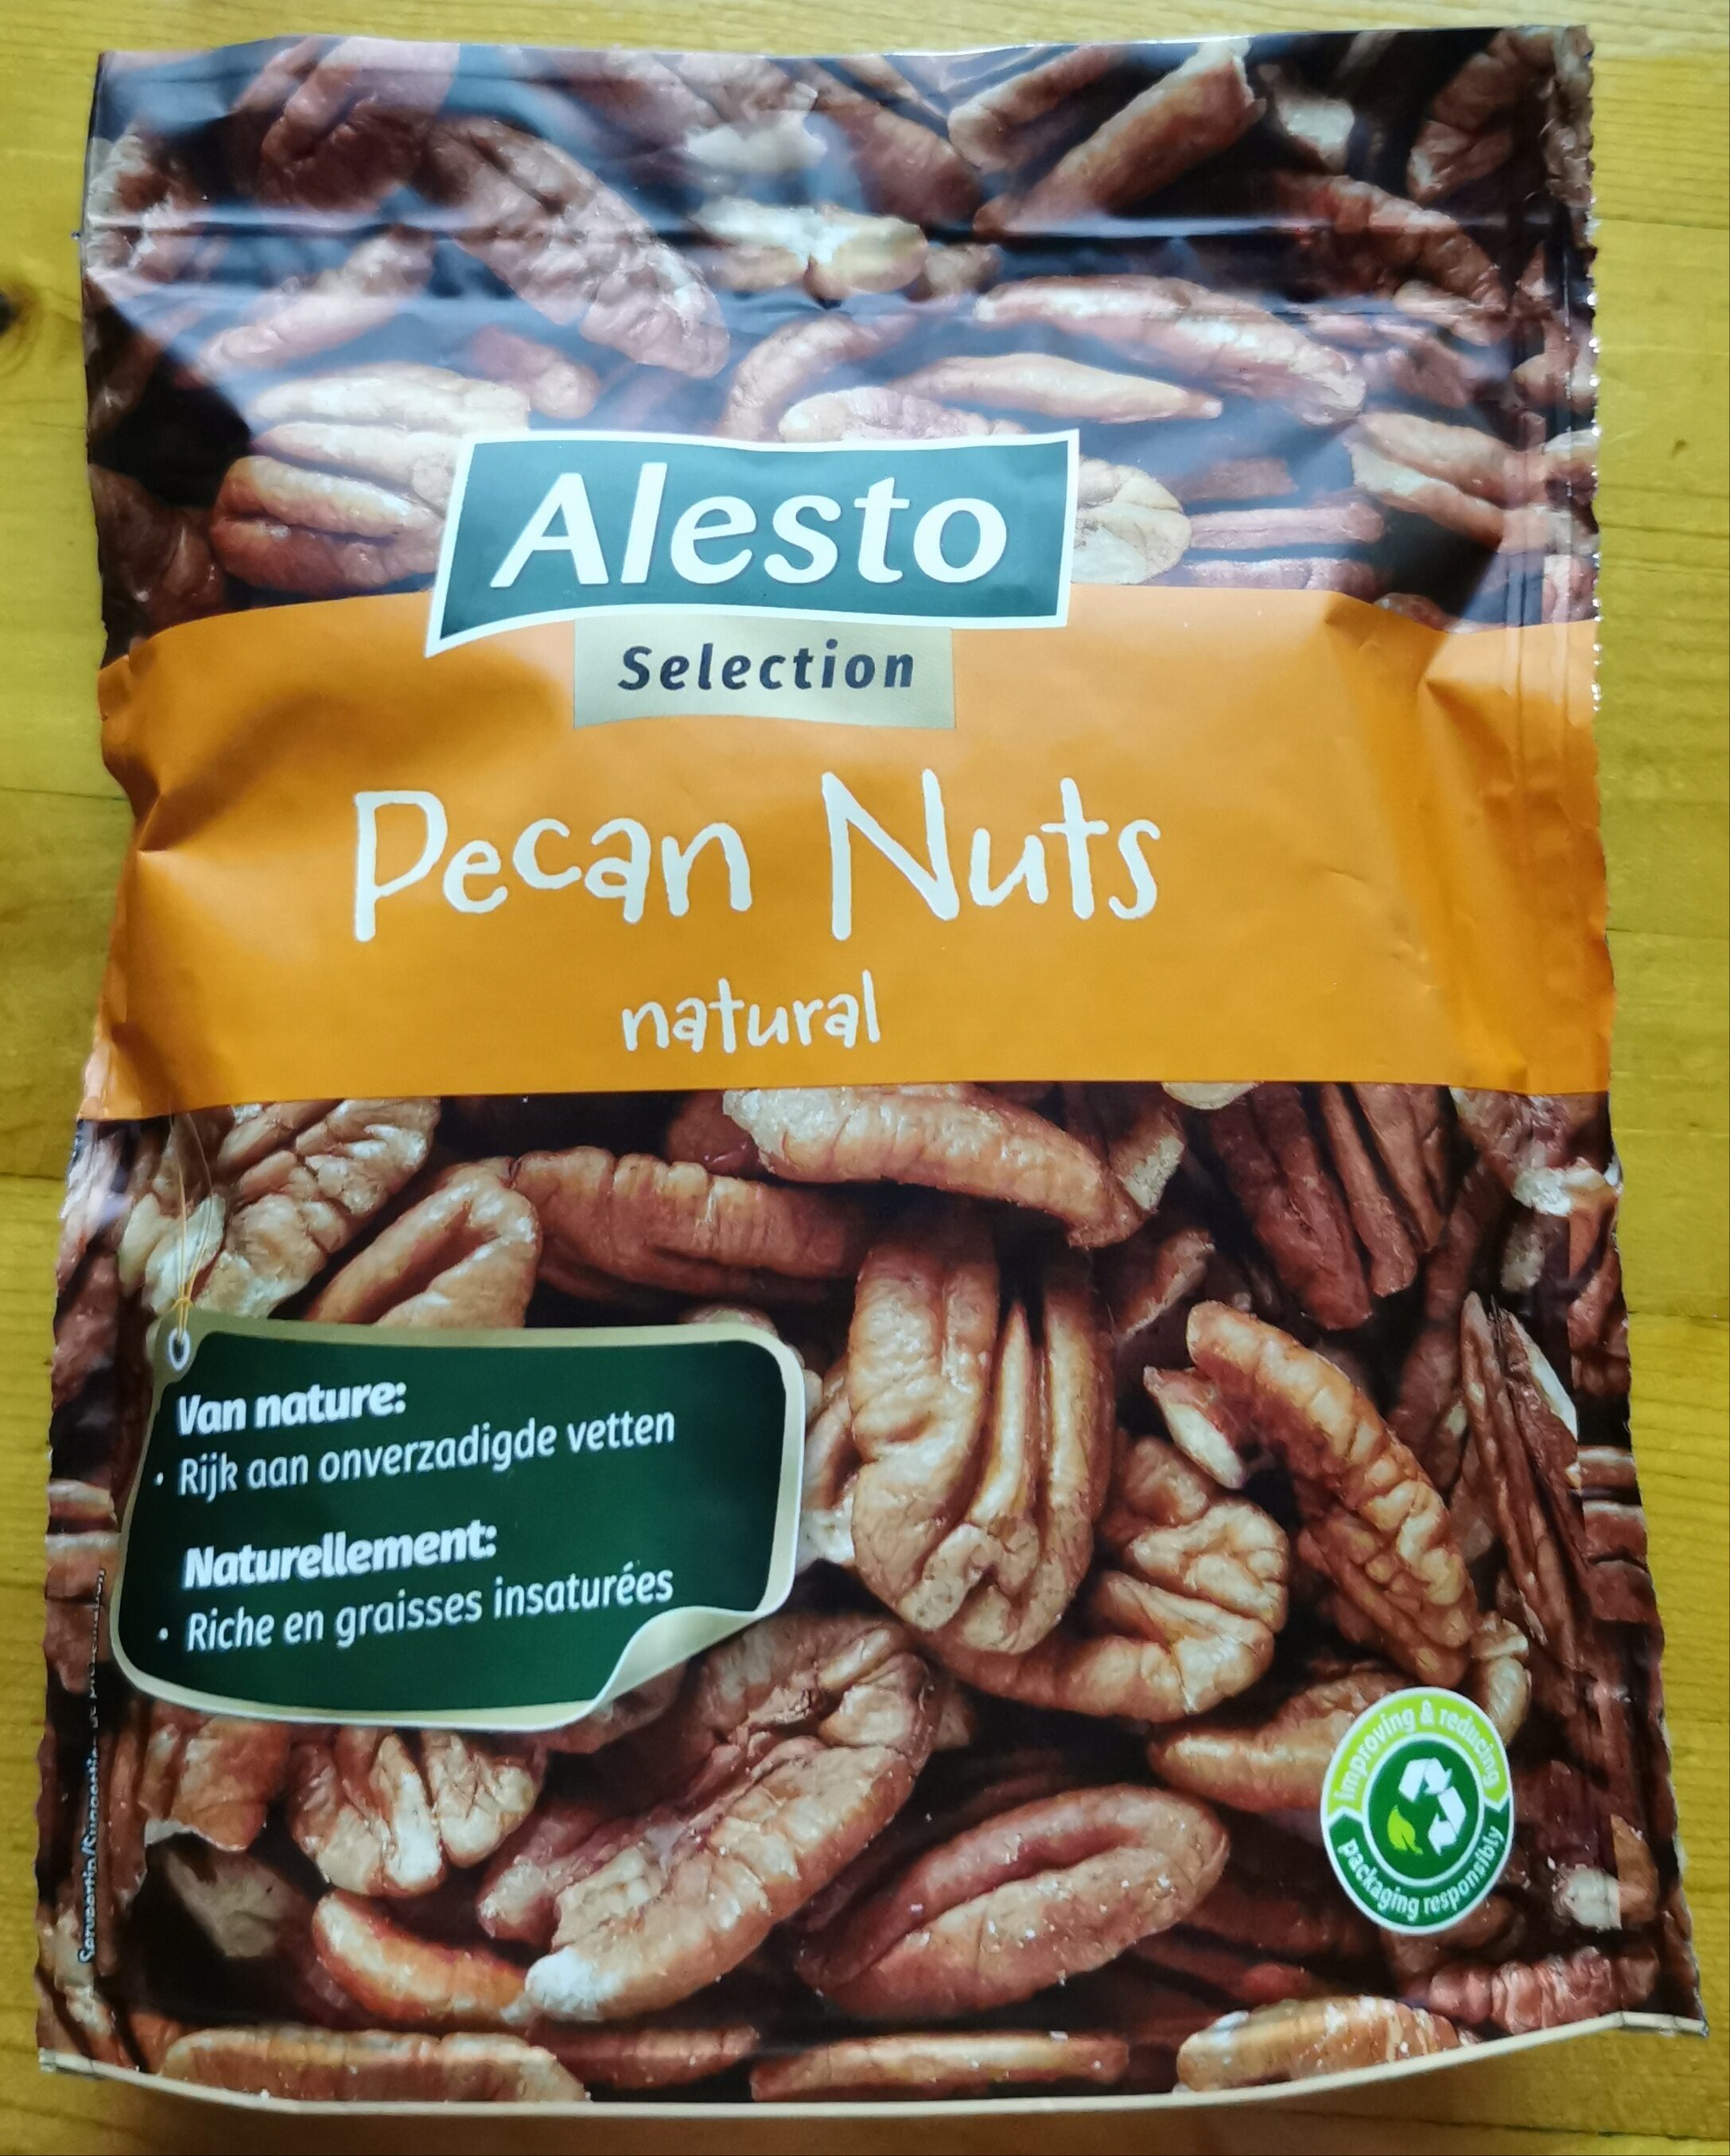 Alesto
Selection
Pecan Nuts
natural
Van nature:
• Rijk aan onverzadigde vetten
Naturellement:
• Riche en graisses insaturées
improving & reducing
packaging responsibly